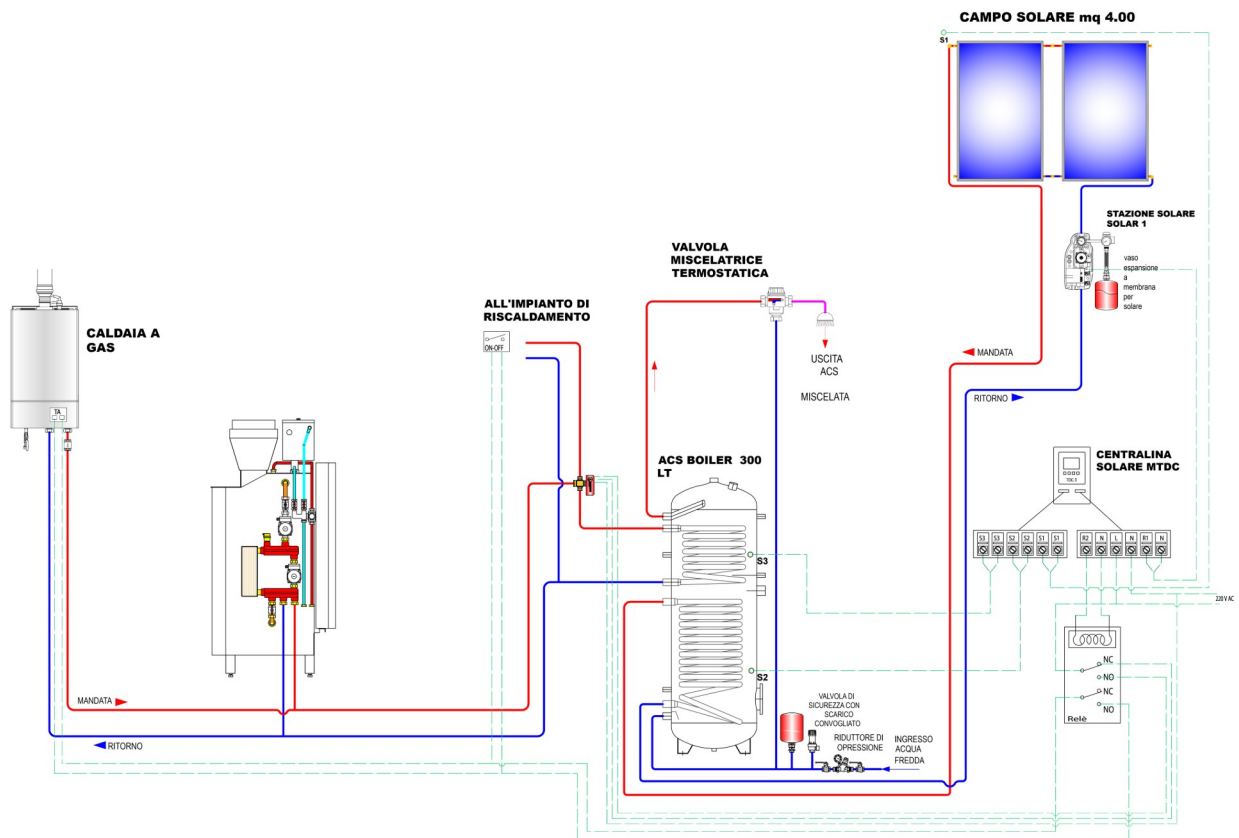 CAMPO SOLARE mq 4.00
S1
STAZIONE SOLARE
SOLAR 1
vaso
espansione
a
membrana
per
solare
VALVOLA
MISCELATRICE
TERMOSTATICA
ALL'IMPIANTO DI
RISCALDAMENTO
ON-OFF
CALDAIA A
GAS
TA
USCITA
ACS
MISCELATA
MANDATA
RITORNO
ACS BOILER 300
LT
CENTRALINA
SOLARE MTDC
S3 S3 S2 S2 S1 S1
R2 N L N R1 N
S3
S2
220 V AC
NC
NO
NC
NO
Relè
MANDATA
RITORNO
VALVOLA DI
SICUREZZA CON
SCARICO
CONVOGLIATO
RIDUTTORE DI
OPRESSIONE
INGRESSO
ACQUA
FREDDA